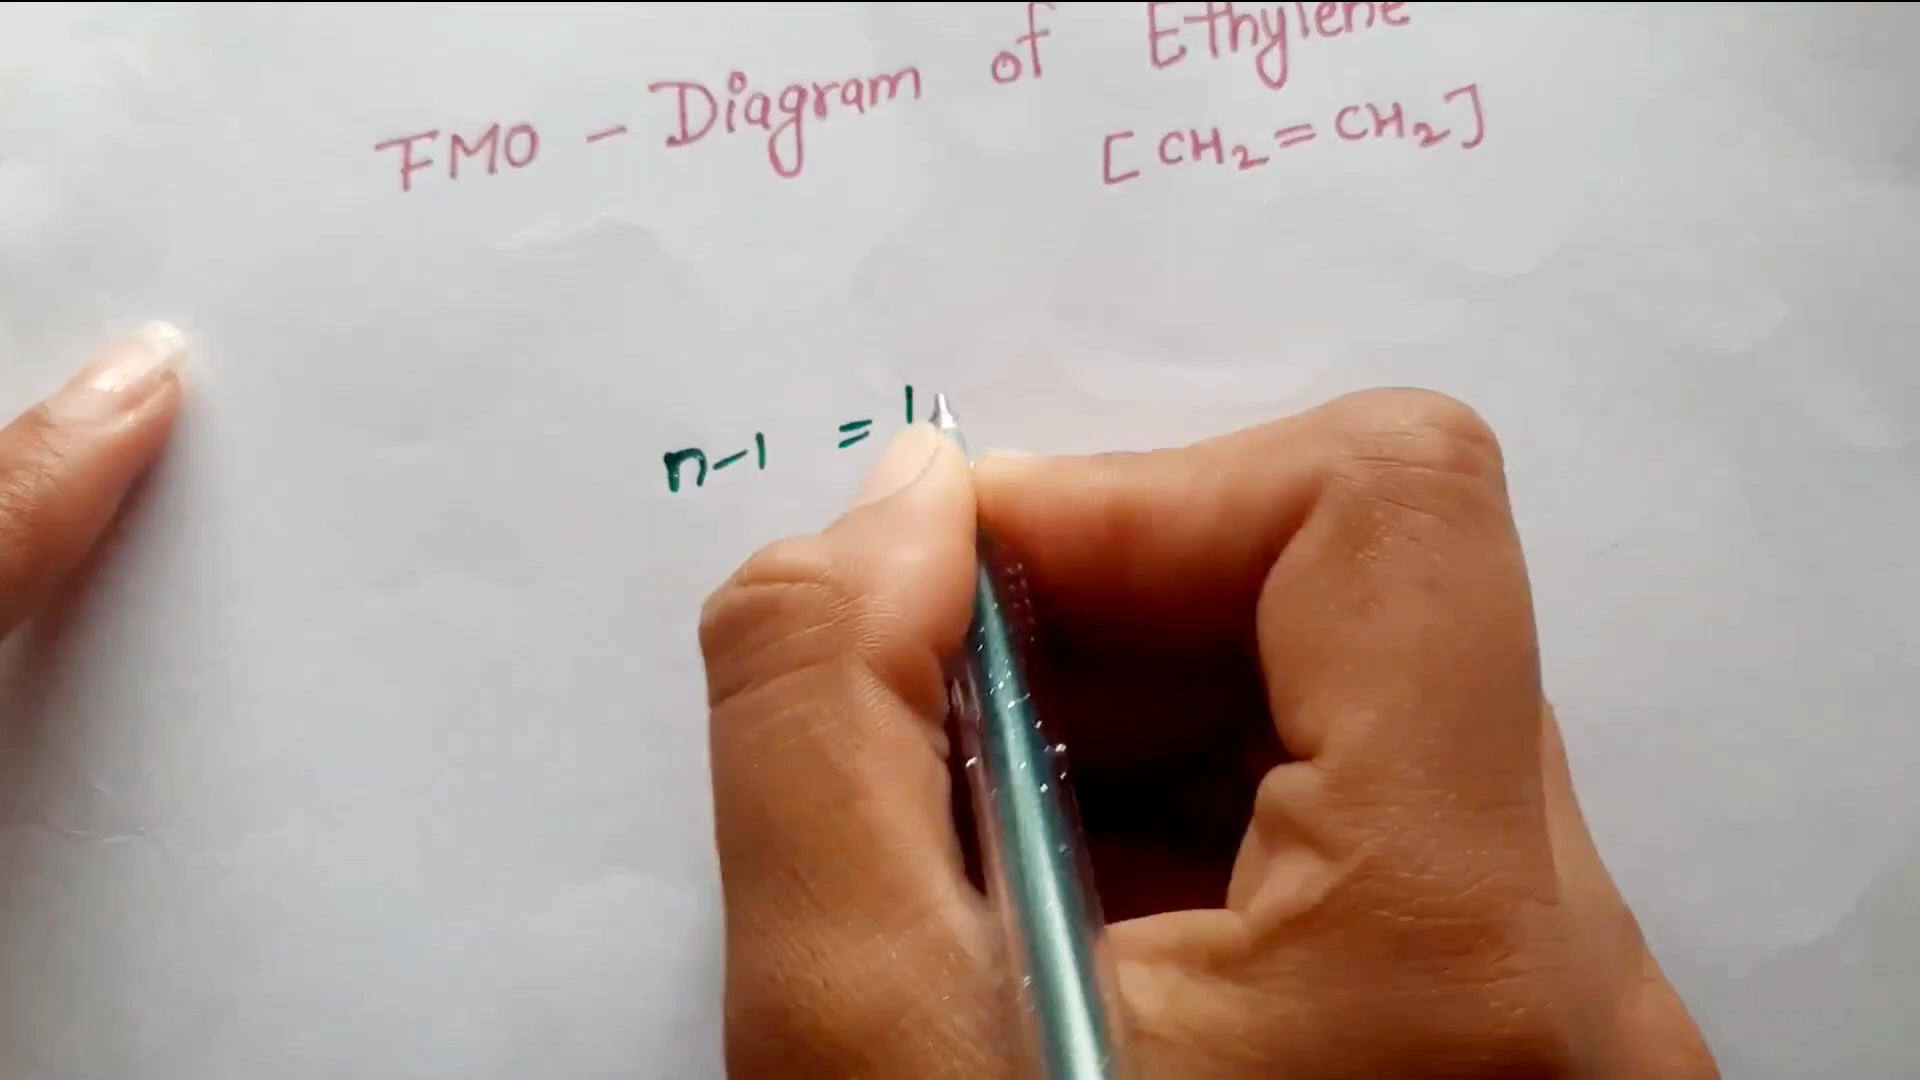 FMO - Diagram of Ethylene
[CH₂=CH₂]
n-1 = 1